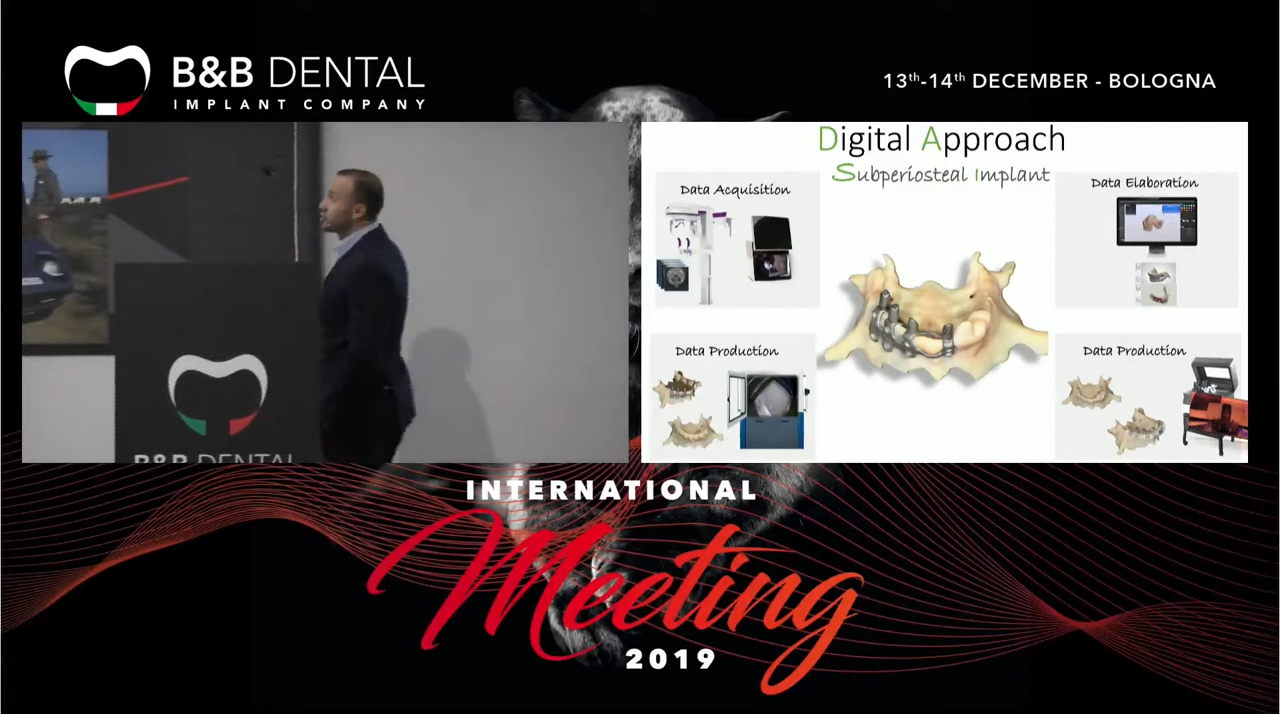 B&B DENTAL
IMPLANT COMPANY
13th-14th DECEMBER - BOLOGNA
Digital Approach
Subperiosteal Implant
Data Acquisition
Data Elaboration
Data Production
Data Production
B&B DENTAL
INTERNATIONAL
Meeting
2019